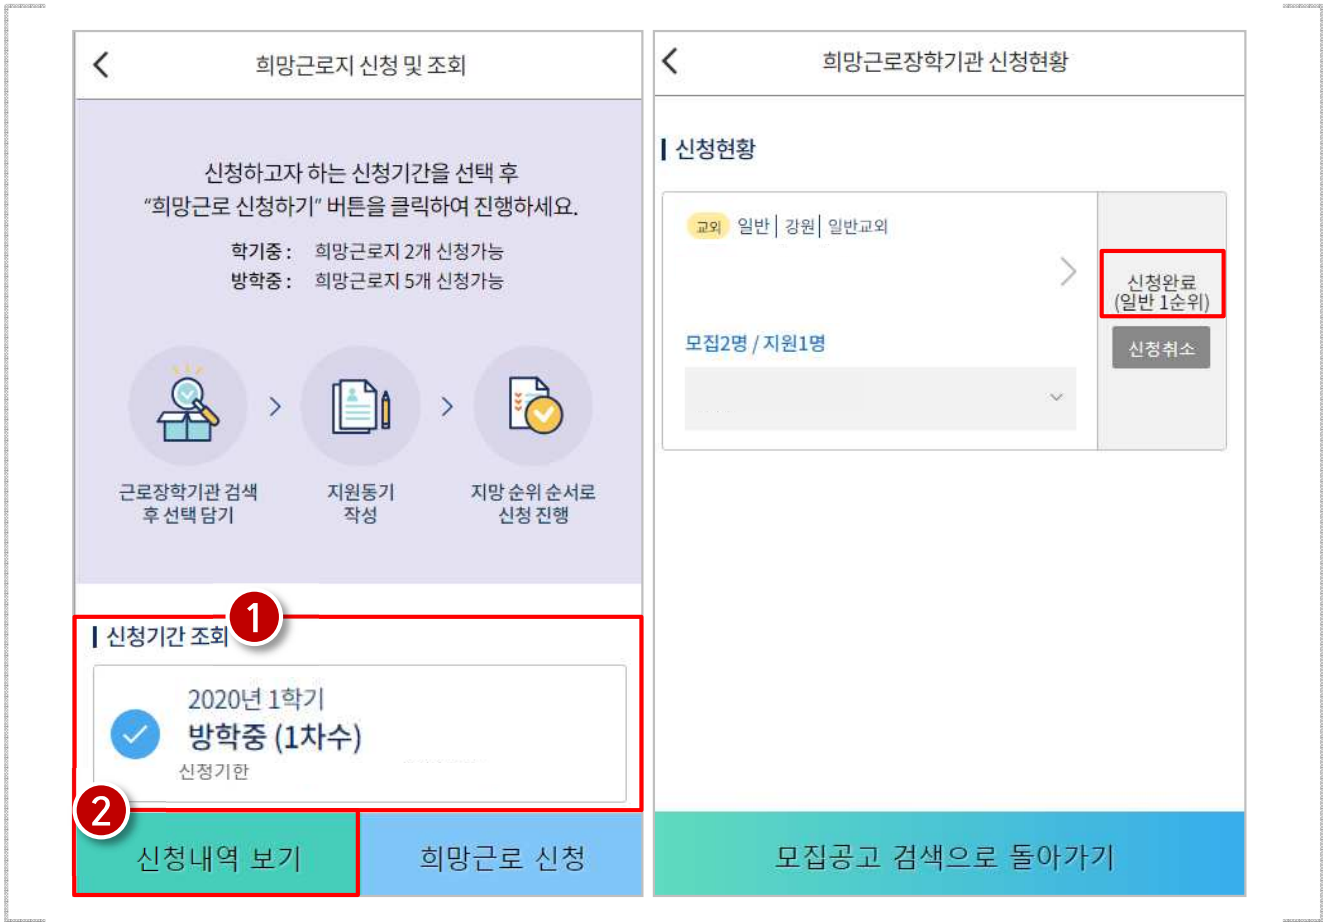 희망근로지 신청 및 조회
신청하고자 하는 신청기간을 선택 후
“희망근로 신청하기” 버튼을 클릭하여 진행하세요.
학기중 : 희망근로지 2개 신청가능
방학중 : 희망근로지 5개 신청가능
근로장학기관 검색
후 선택 담기
지원동기
작성
지망 순위 순서로
신청 진행
1
신청기간 조회
2020년 1학기
방학중 (1차수)
신청기한
2
신청내역 보기
희망근로 신청
희망근로장학기관 신청현황
신청현황
교외 일반 | 강원 | 일반교외
신청완료
(일반 1순위)
모집2명 / 지원1명
신청취소
모집공고 검색으로 돌아가기